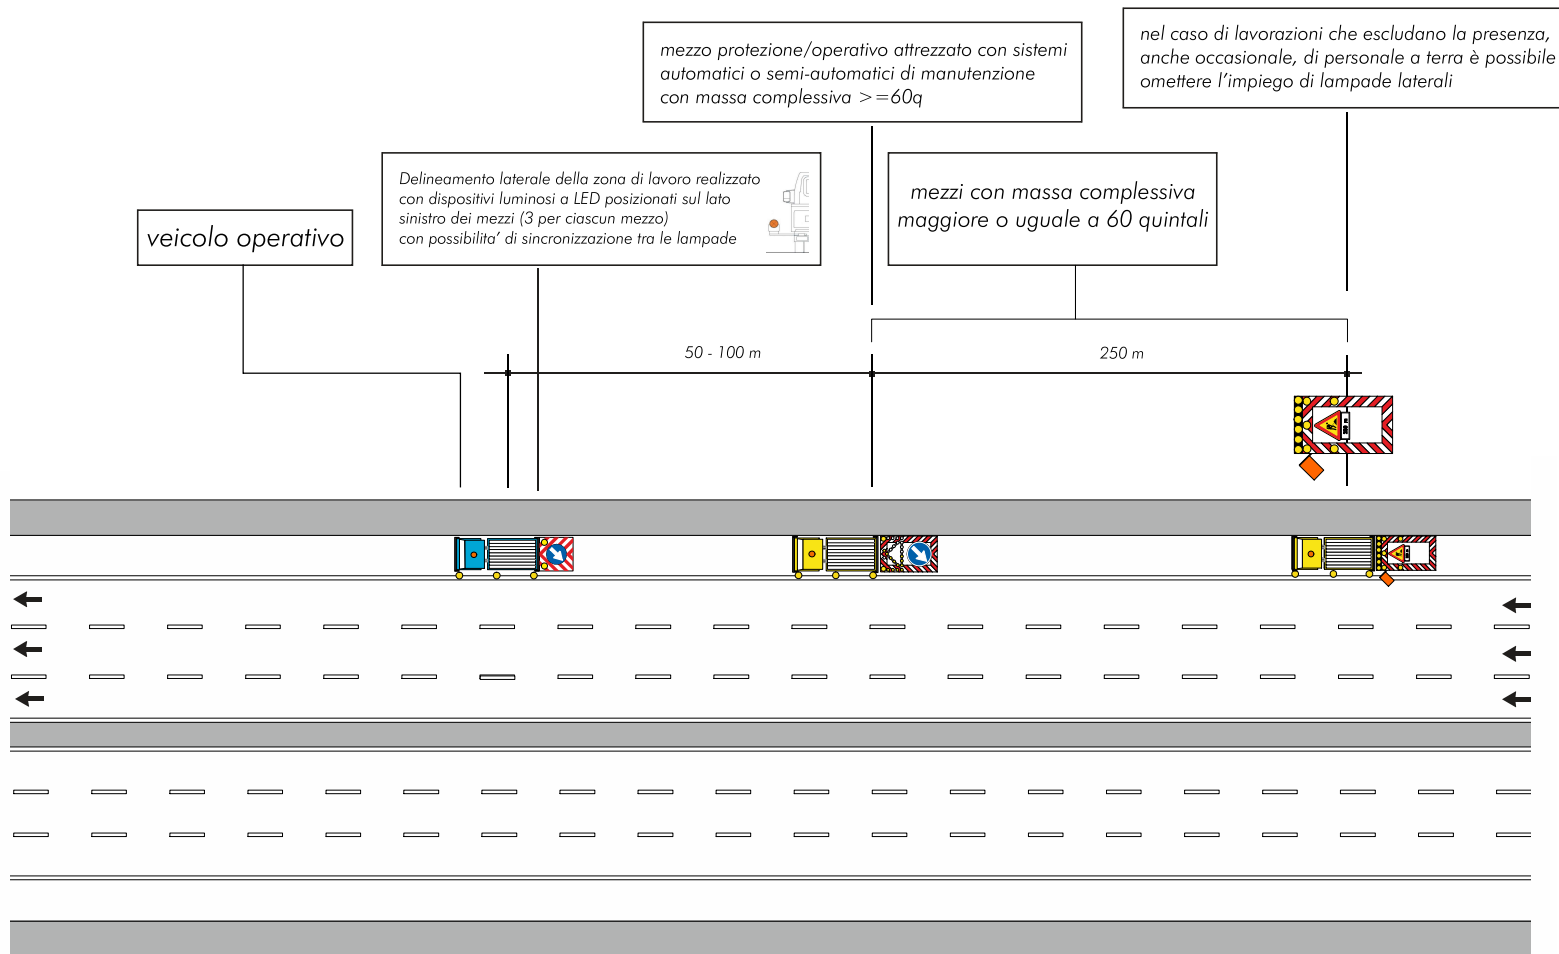 mezzo protezione/operativo attrezzato con sistemi
automatici o semi-automatici di manutenzione
con massa complessiva >=60q
nel caso di lavorazioni che escludano la presenza,
anche occasionale, di personale a terra è possibile
omettere l'impiego di lampade laterali
Delineamento laterale della zona di lavoro realizzato
con dispositivi luminosi a LED posizionati sul lato
sinistro dei mezzi (3 per ciascun mezzo)
con possibilita' di sincronizzazione tra le lampade
mezzi con massa complessiva
maggiore o uguale a 60 quintali
veicolo operativo
50 - 100 m
250 m